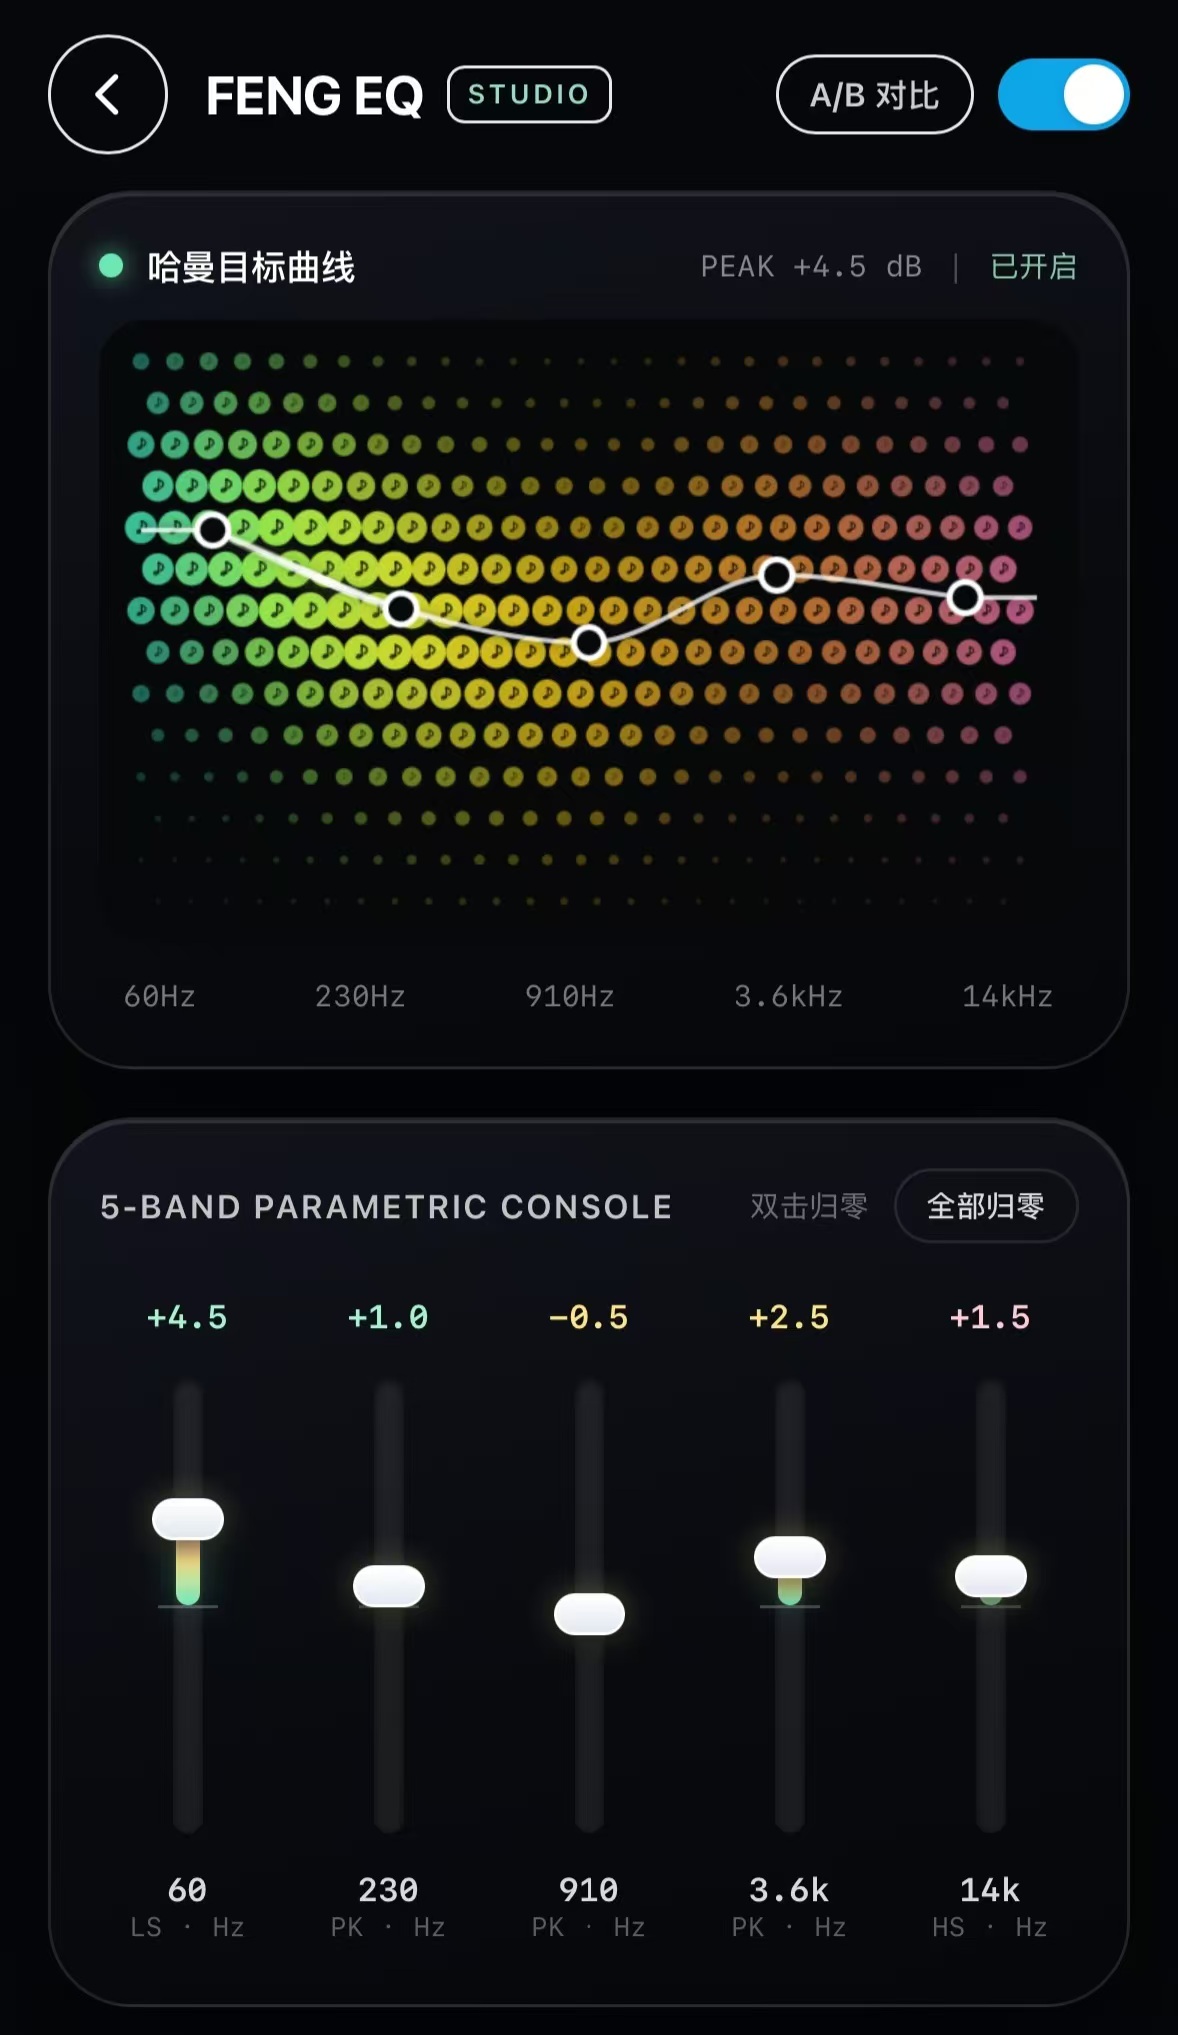 FENG EQ STUDIO A/B 对比
哈曼目标曲线 PEAK +4.5 dB | 已开启
60Hz 230Hz 910Hz 3.6kHz 14kHz
5-BAND PARAMETRIC CONSOLE 双击归零 全部归零
+4.5 +1.0 −0.5 +2.5 +1.5
60 230 910 3.6k 14k
LS · Hz PK · Hz PK · Hz PK · Hz HS · Hz